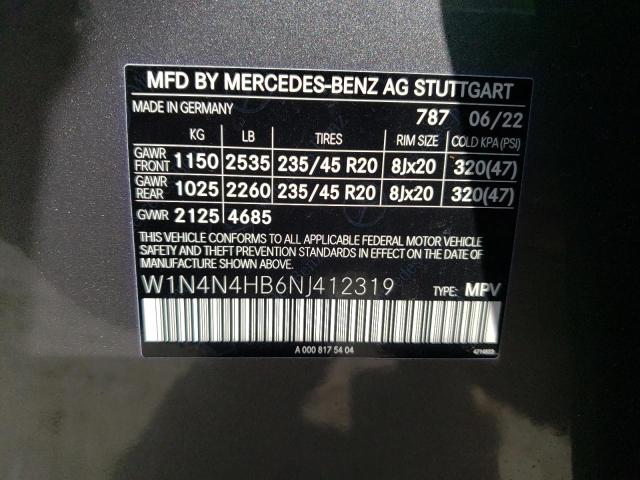 MFD BY MERCEDES-BENZ AG STUTTGART
MADE IN GERMANY 787 06/22
KG LB TIRES RIM SIZE COLD KPA (PSI)
GAWR FRONT 1150 2535 235/45 R20 8Jx20 320(47)
GAWR REAR 1025 2260 235/45 R20 8Jx20 320(47)
GVWR 2125 4685
THIS VEHICLE CONFORMS TO ALL APPLICABLE FEDERAL MOTOR VEHICLE
SAFETY AND THEFT PREVENTION STANDARDS IN EFFECT ON THE DATE
OF MANUFACTURE SHOWN ABOVE.
W1N4N4HB6NJ412319 TYPE: MPV
A 000 817 54 04